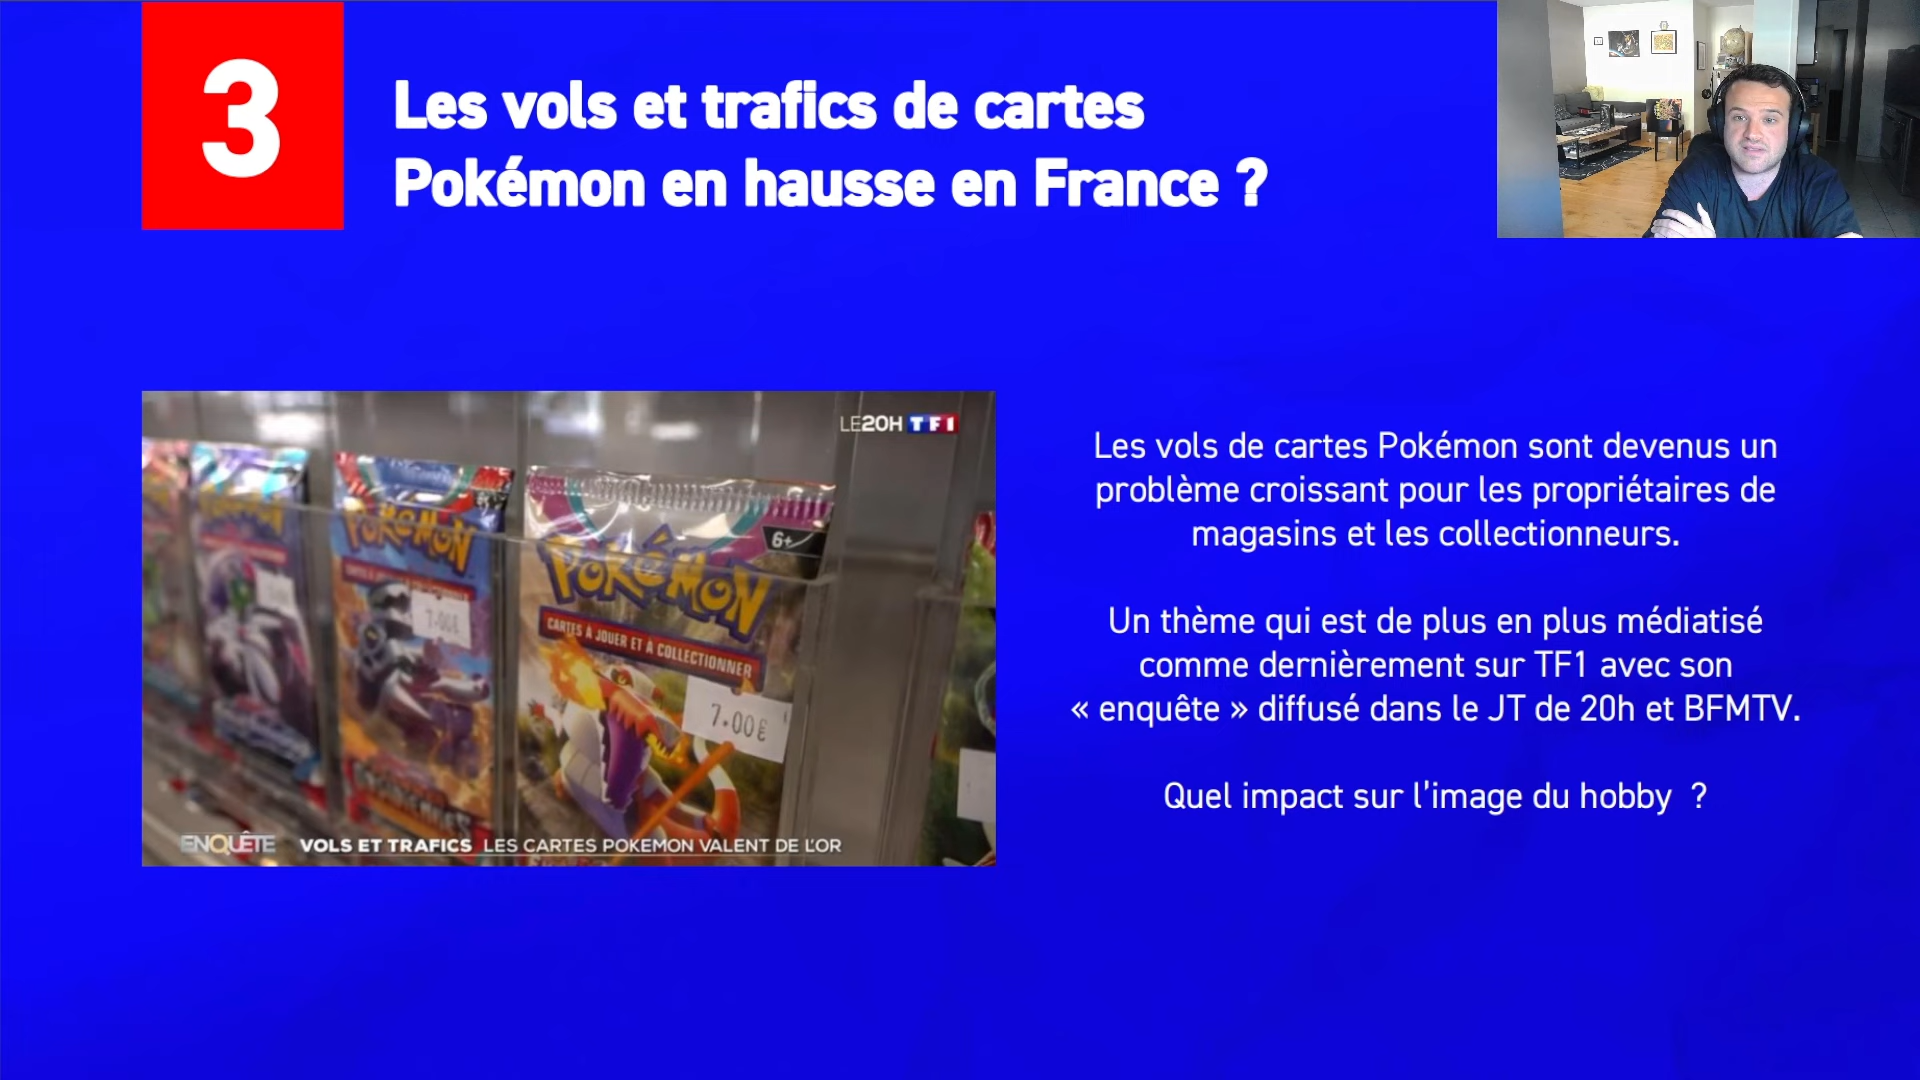 3
Les vols et trafics de cartes
Pokémon en hausse en France ?
LE20H TF1
POKÉMON
POKÉMON
POKÉMON
6+
CARTES À JOUER ET À COLLECTIONNER
7.00€
7.00€
ENQUÊTE VOLS ET TRAFICS LES CARTES POKEMON VALENT DE L'OR
Les vols de cartes Pokémon sont devenus un
problème croissant pour les propriétaires de
magasins et les collectionneurs.
Un thème qui est de plus en plus médiatisé
comme dernièrement sur TF1 avec son
« enquête » diffusé dans le JT de 20h et BFMTV.
Quel impact sur l'image du hobby ?